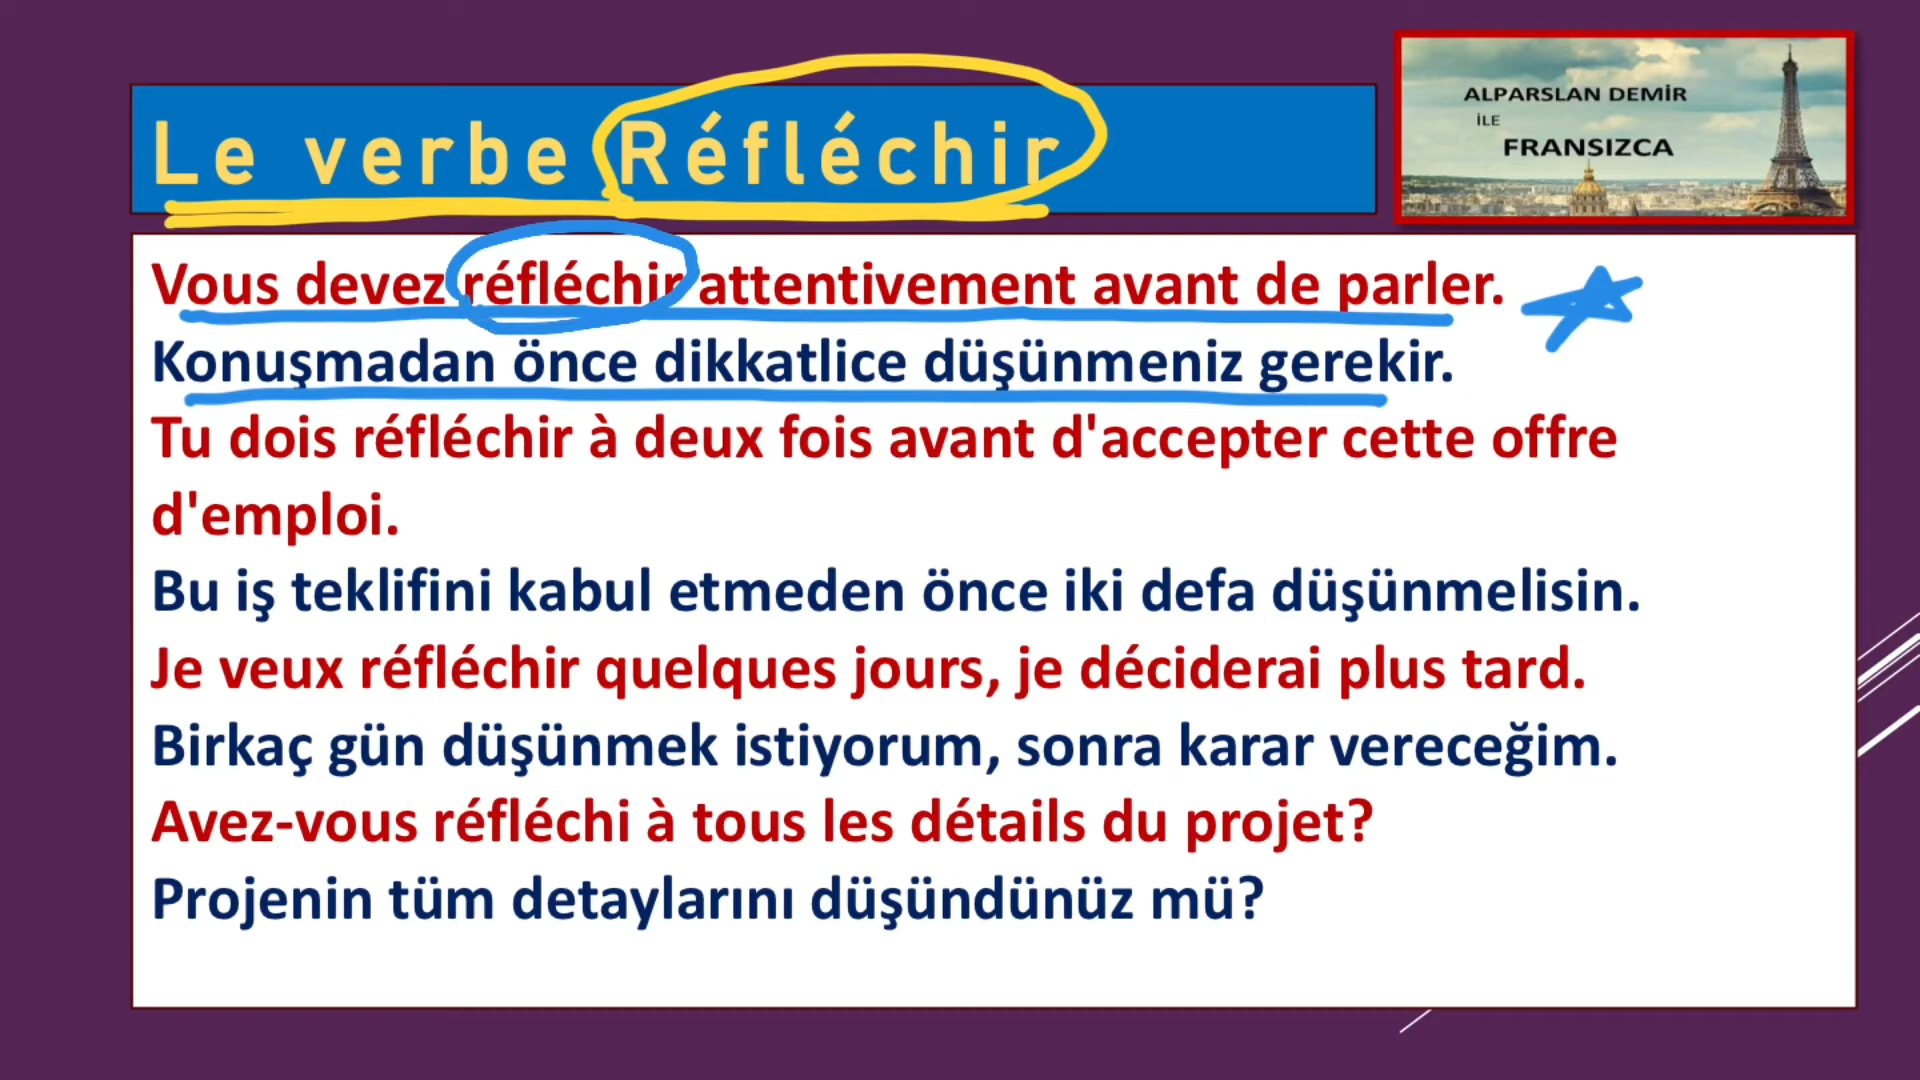 Le verbe Réfléchir
ALPARSLAN DEMİR
İLE
FRANSIZCA
Vous devez réfléchir attentivement avant de parler.
Konuşmadan önce dikkatlice düşünmeniz gerekir.
Tu dois réfléchir à deux fois avant d'accepter cette offre
d'emploi.
Bu iş teklifini kabul etmeden önce iki defa düşünmelisin.
Je veux réfléchir quelques jours, je déciderai plus tard.
Birkaç gün düşünmek istiyorum, sonra karar vereceğim.
Avez-vous réfléchi à tous les détails du projet?
Projenin tüm detaylarını düşündünüz mü?